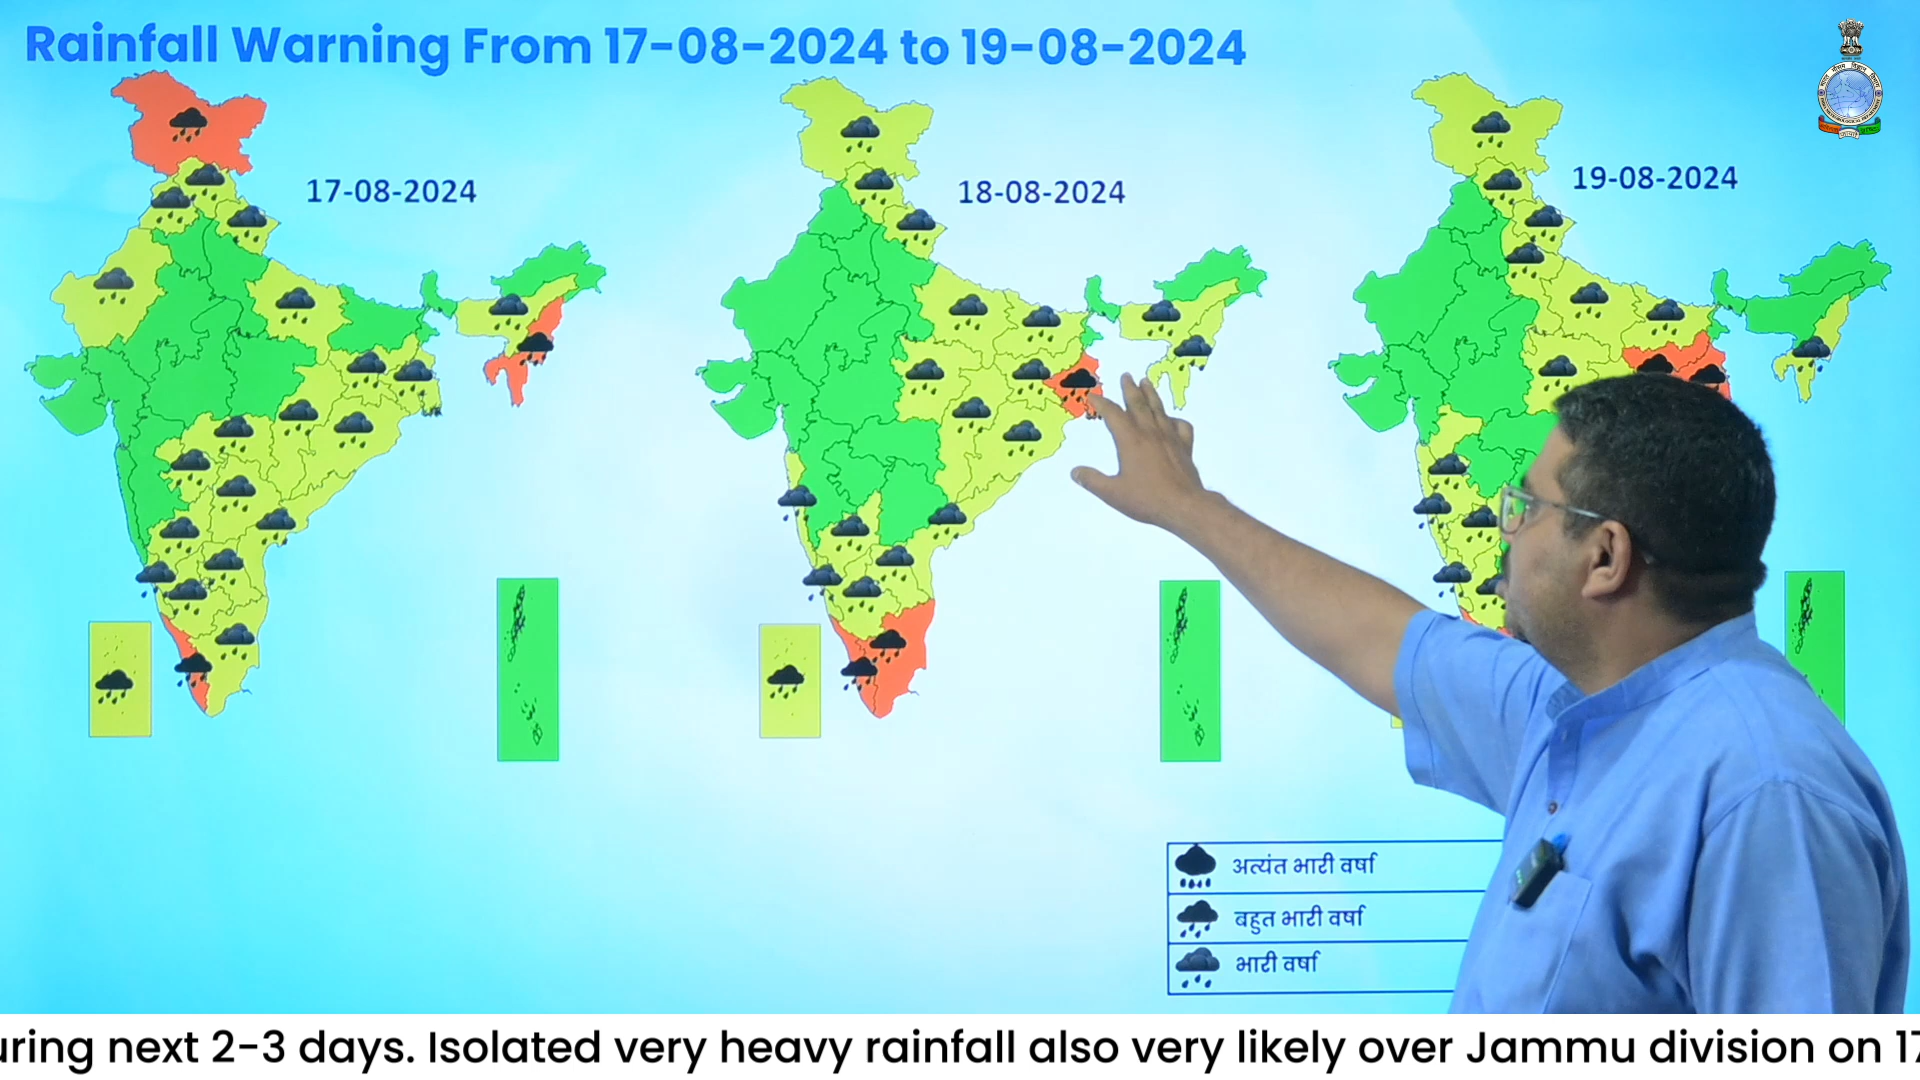 Rainfall Warning From 17-08-2024 to 19-08-2024
17-08-2024
18-08-2024
19-08-2024
अत्यंत भारी वर्षा
बहुत भारी वर्षा
भारी वर्षा
uring next 2-3 days. Isolated very heavy rainfall also very likely over Jammu division on 17